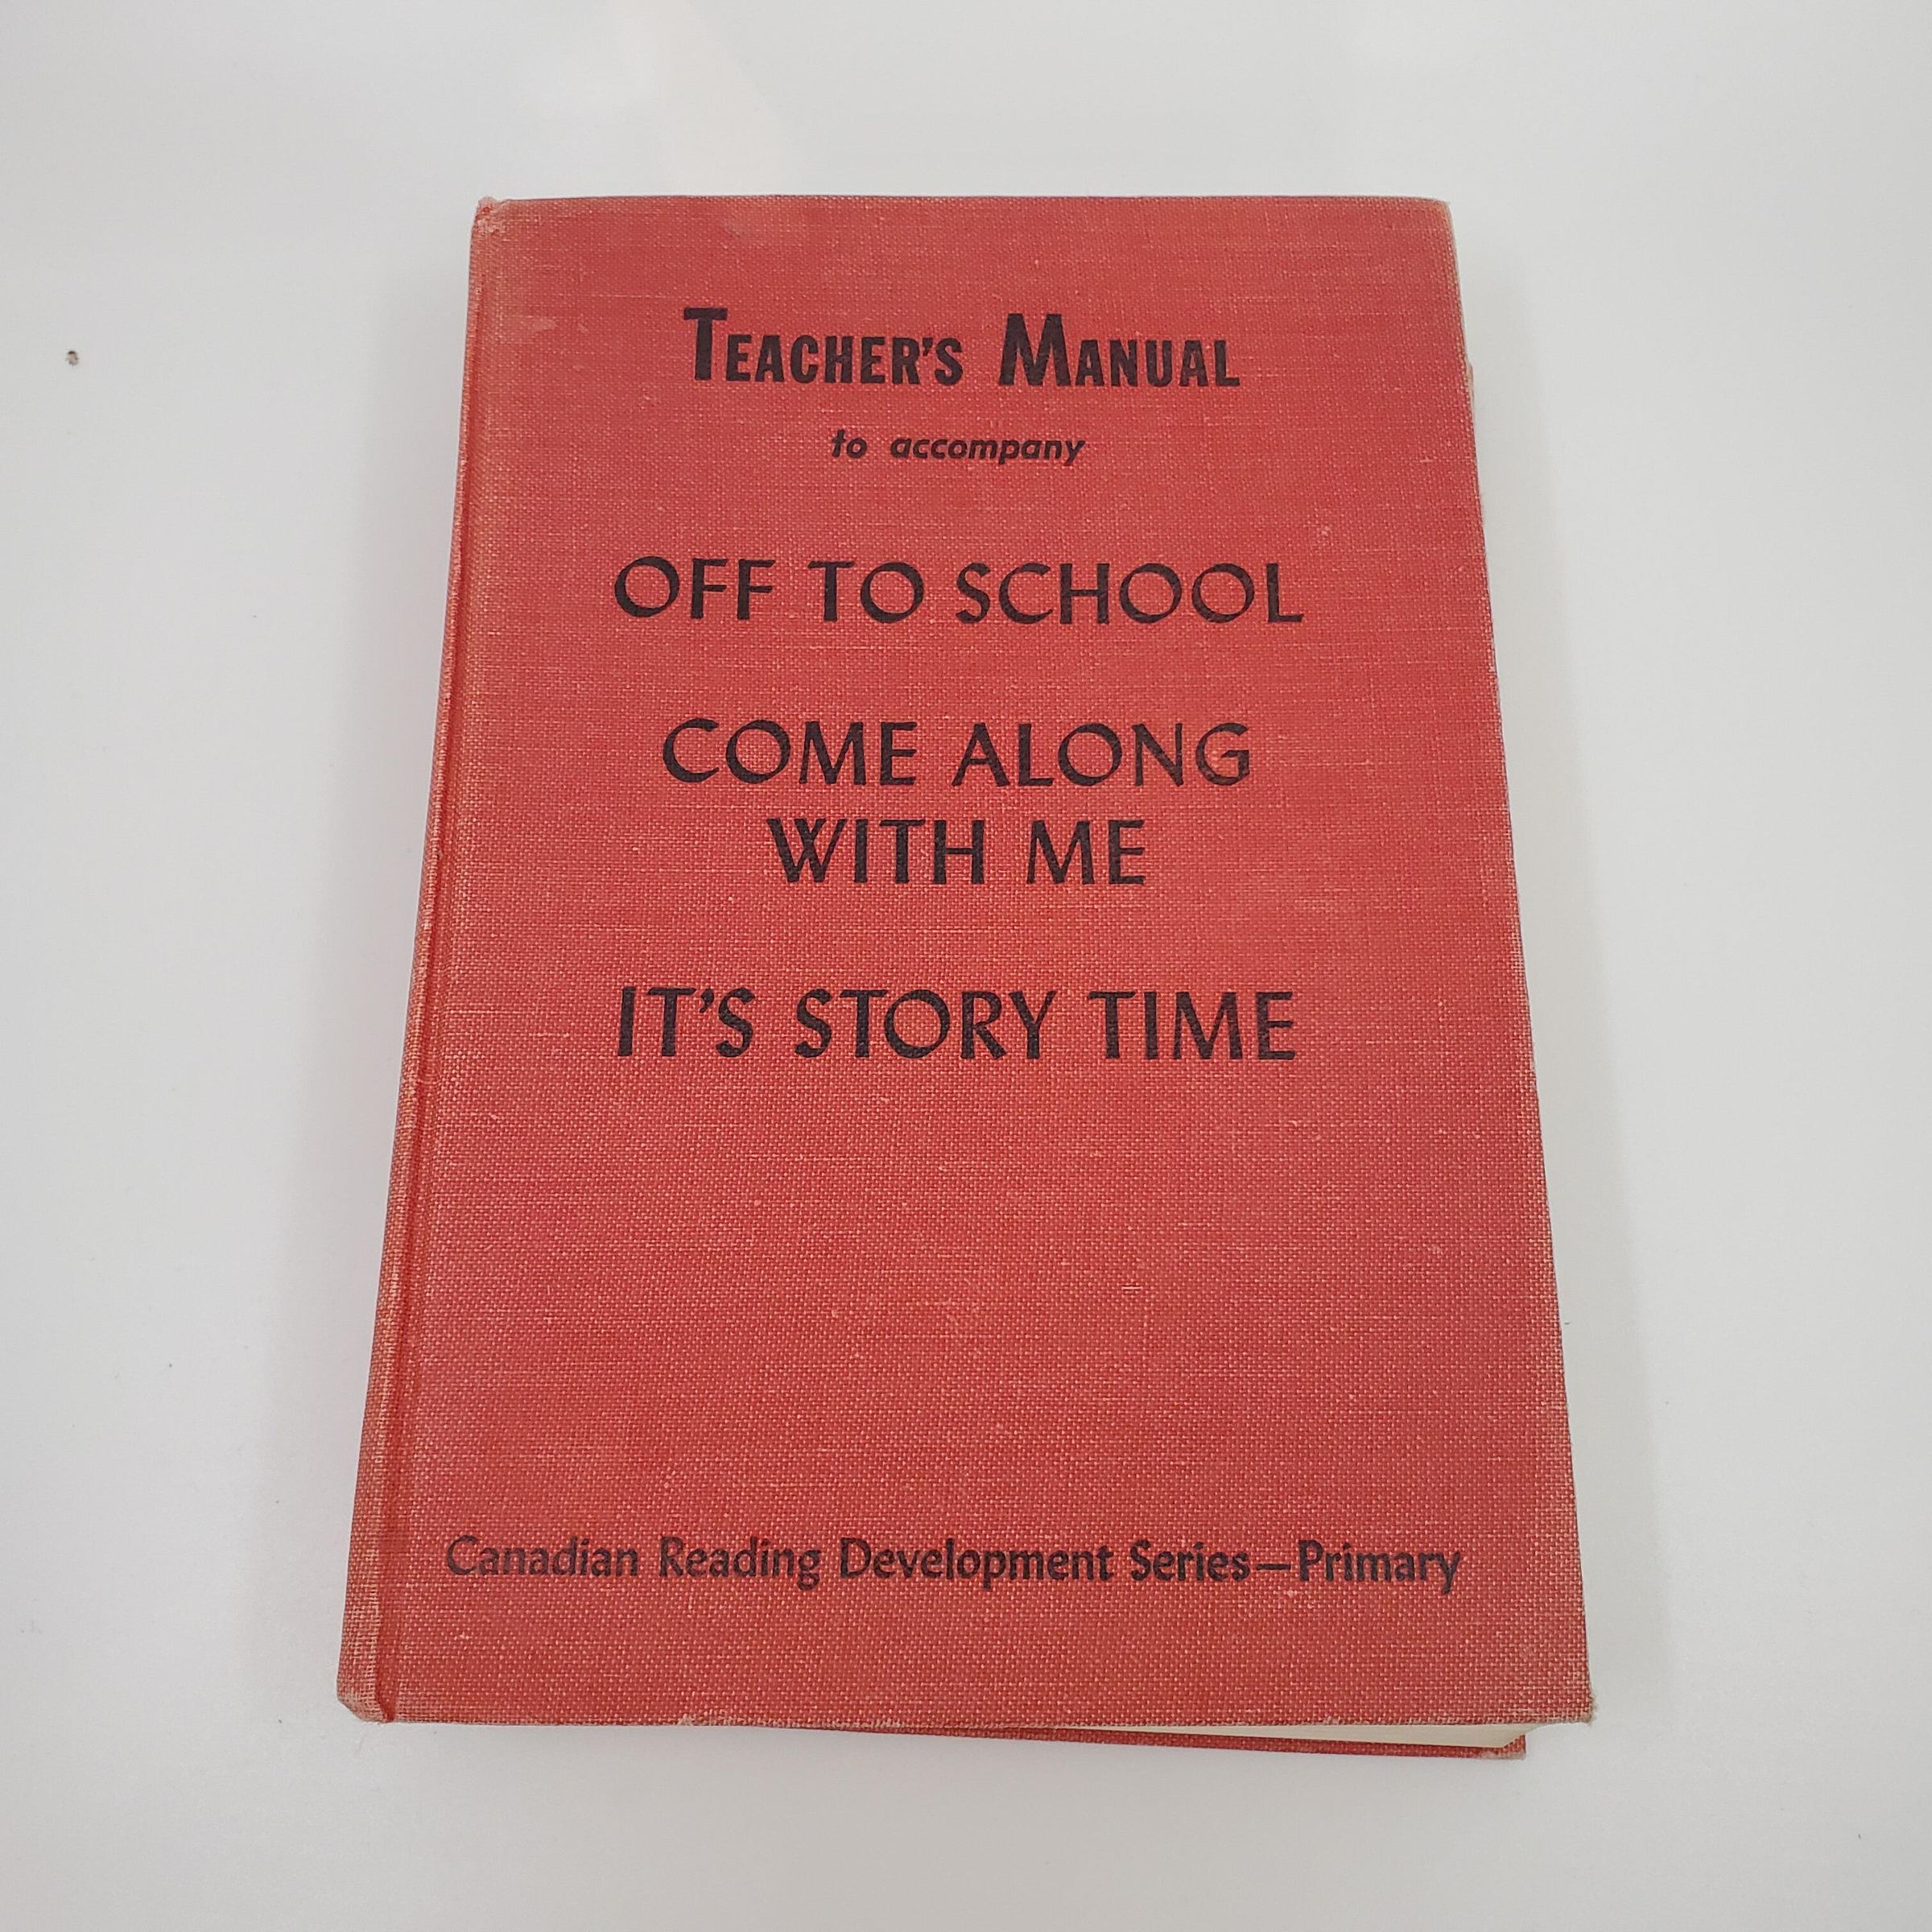 TEACHER'S MANUAL
to accompany
OFF TO SCHOOL
COME ALONG
WITH ME
IT'S STORY TIME
Canadian Reading Development Series—Primary